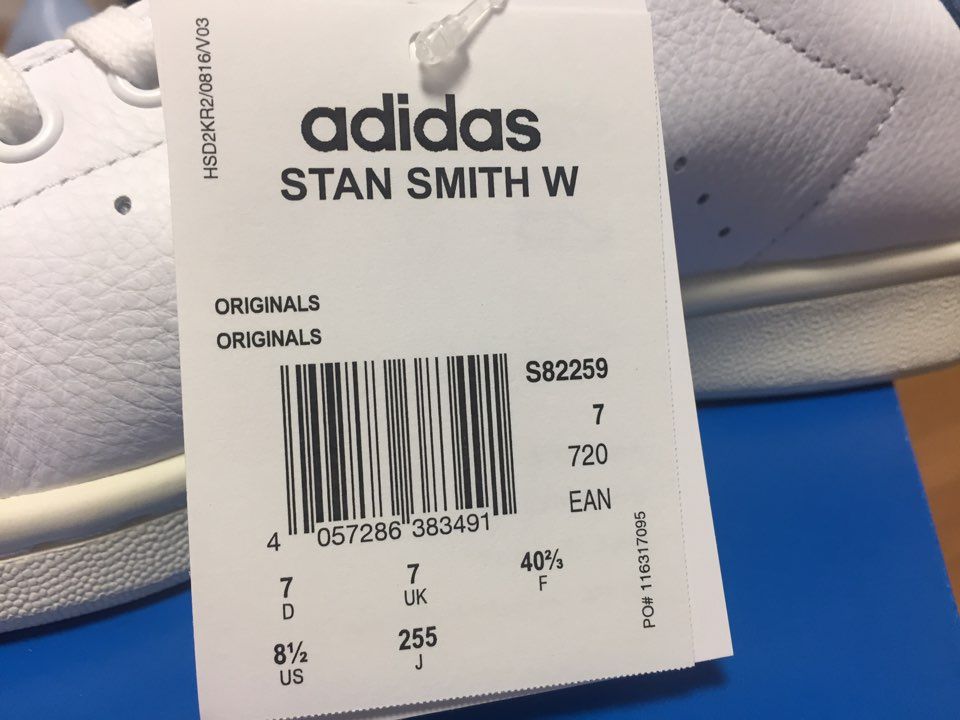 HSD2KR2/0816/V03
adidas
STAN SMITH W
ORIGINALS
ORIGINALS
S82259
7
720
EAN
4 057286 383491
7 7 40⅔
D UK F
8½ 255
US J
PO# 116317095